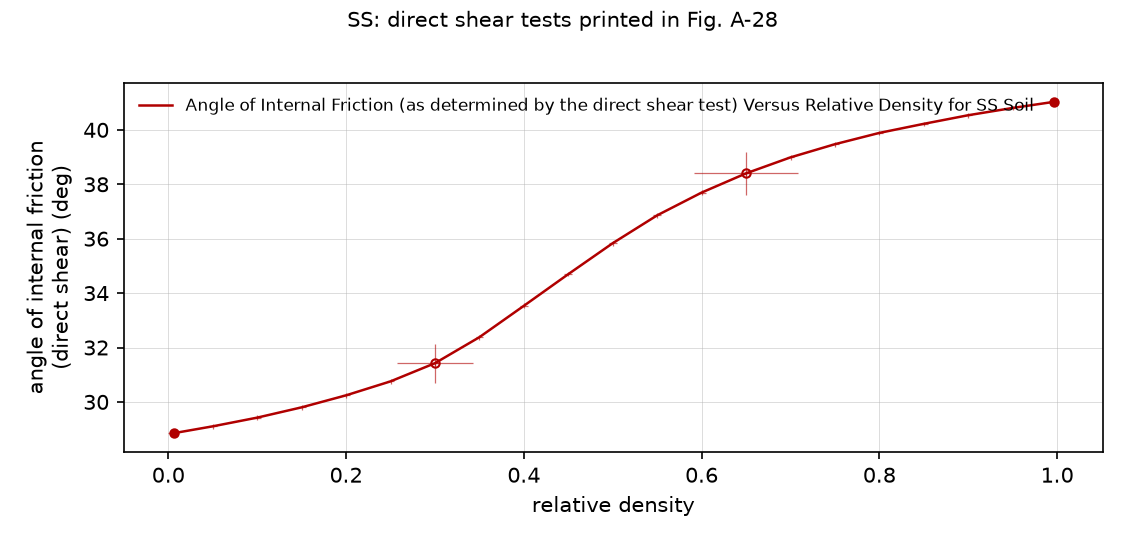 SS: direct shear tests printed in Fig. A-28
Angle of Internal Friction (as determined by the direct shear test) Versus Relative Density for SS Soil
angle of internal friction
(direct shear) (deg)
40
38
36
34
32
30
0.0 0.2 0.4 0.6 0.8 1.0
relative density